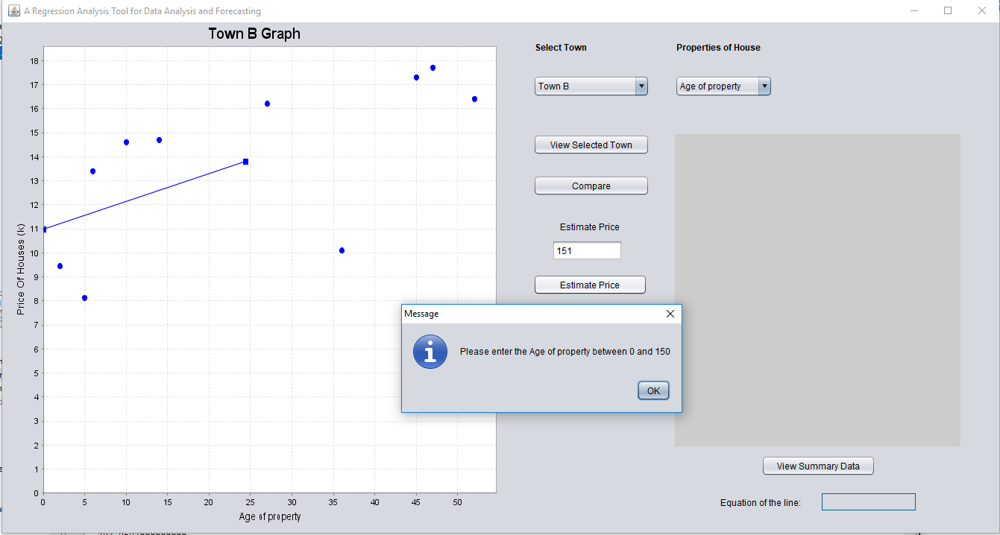 A Regression Analysis Tool for Data Analysis and Forecasting
Town B Graph
Price Of Houses (k)
18
17
16
15
14
13
12
11
10
9
8
7
6
5
4
3
2
1
0
0 5 10 15 20 25 30 35 40 45 50
Age of property
Select Town
Properties of House
Town B
Age of property
View Selected Town
Compare
Estimate Price
151
Estimate Price
Message
Please enter the Age of property between 0 and 150
OK
View Summary Data
Equation of the line: